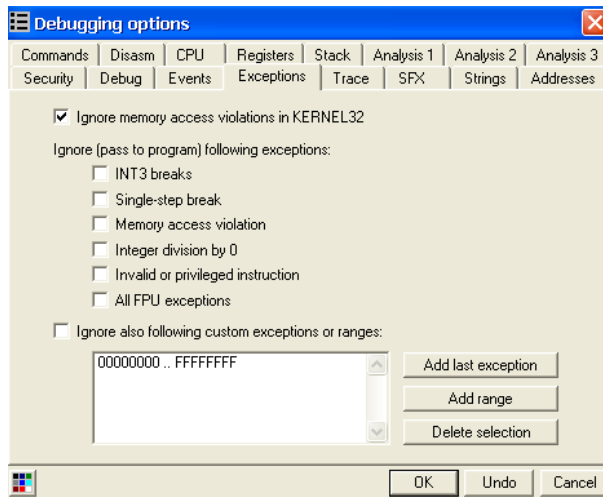 Debugging options
Commands Disasm CPU Registers Stack Analysis 1 Analysis 2 Analysis 3
Security Debug Events Exceptions Trace SFX Strings Addresses
Ignore memory access violations in KERNEL32
Ignore (pass to program) following exceptions:
INT3 breaks
Single-step break
Memory access violation
Integer division by 0
Invalid or privileged instruction
All FPU exceptions
Ignore also following custom exceptions or ranges:
00000000 .. FFFFFFFF
Add last exception
Add range
Delete selection
OK Undo Cancel